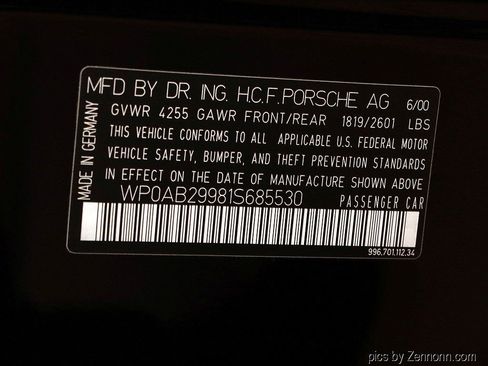 MFD BY DR. ING. H.C.F. PORSCHE AG 6/00
GVWR 4255 GAWR FRONT/REAR 1819/2601 LBS
THIS VEHICLE CONFORMS TO ALL APPLICABLE U.S. FEDERAL MOTOR
VEHICLE SAFETY, BUMPER, AND THEFT PREVENTION STANDARDS
IN EFFECT ON THE DATE OF MANUFACTURE SHOWN ABOVE
WP0AB29981S685530 PASSENGER CAR
MADE IN GERMANY
996.701.112.34
pics by Zennonn.com